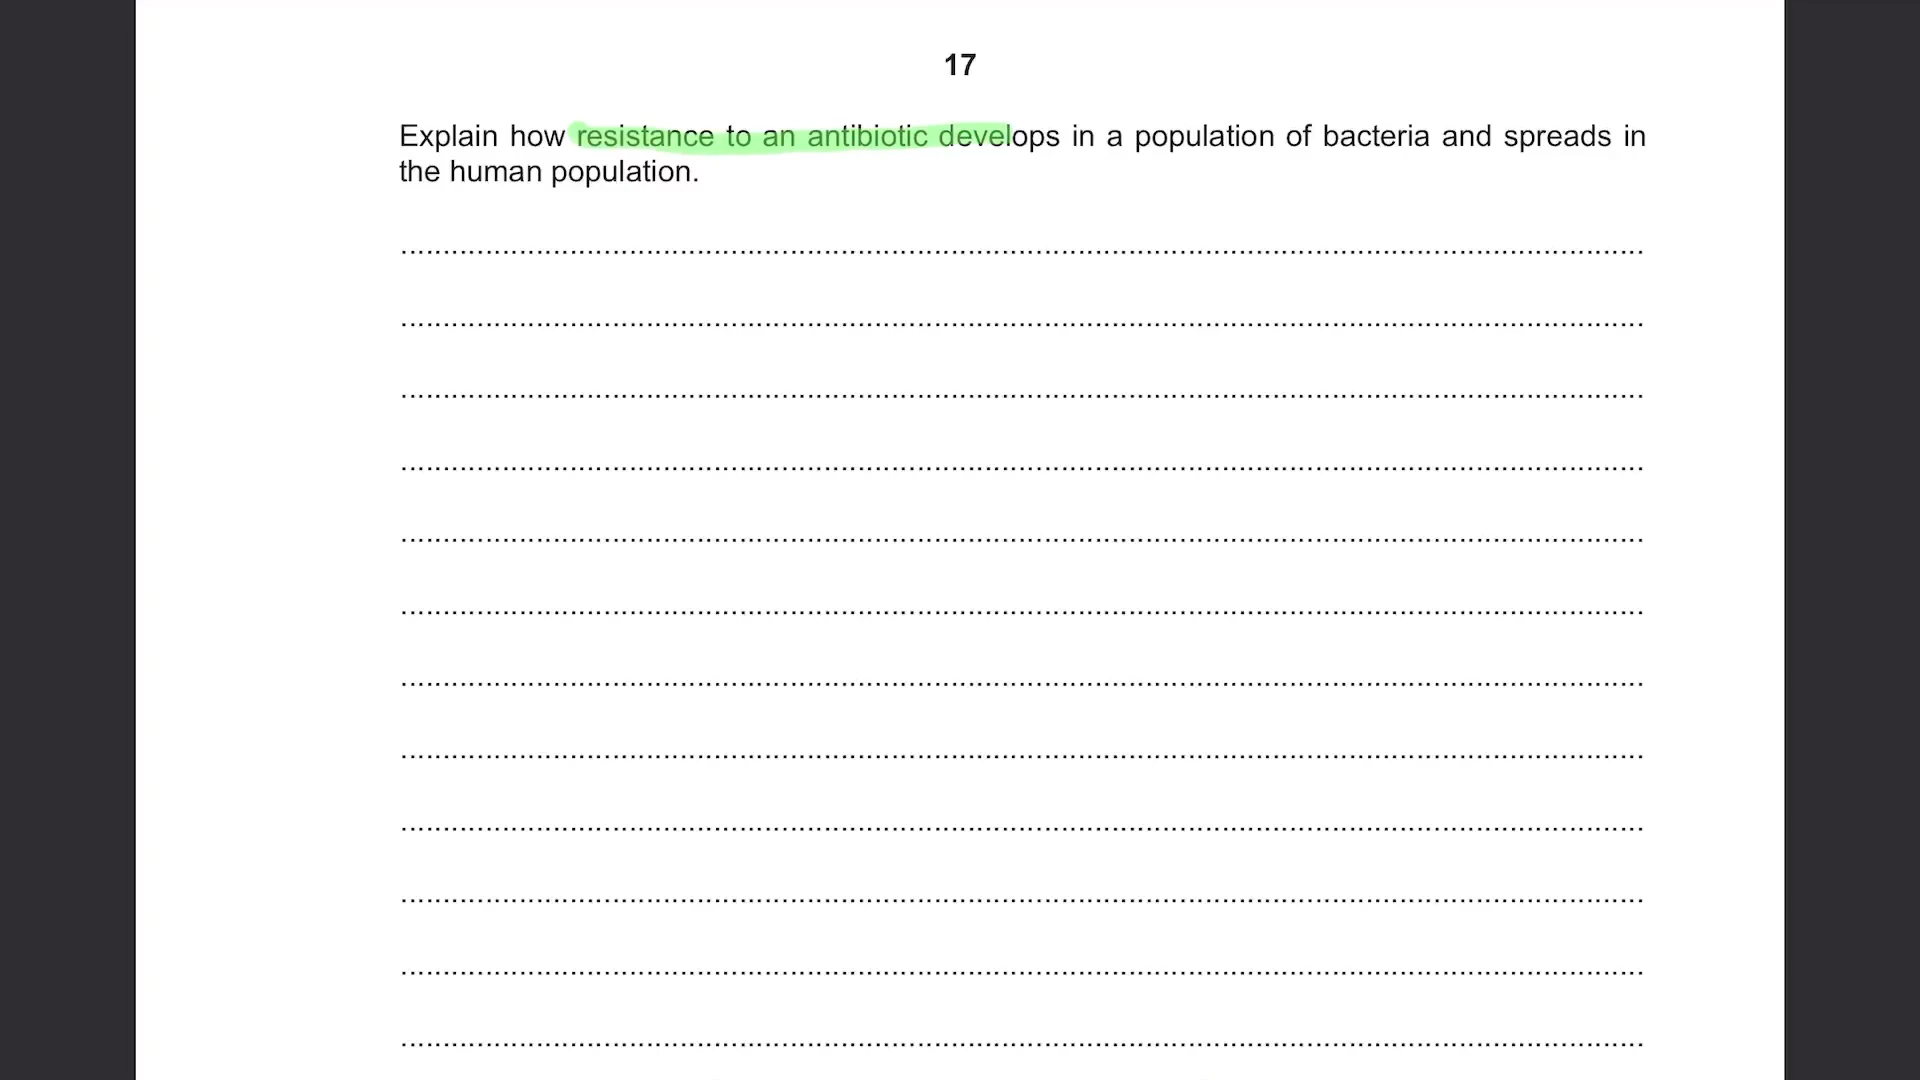 17
Explain how resistance to an antibiotic develops in a population of bacteria and spreads in
the human population.